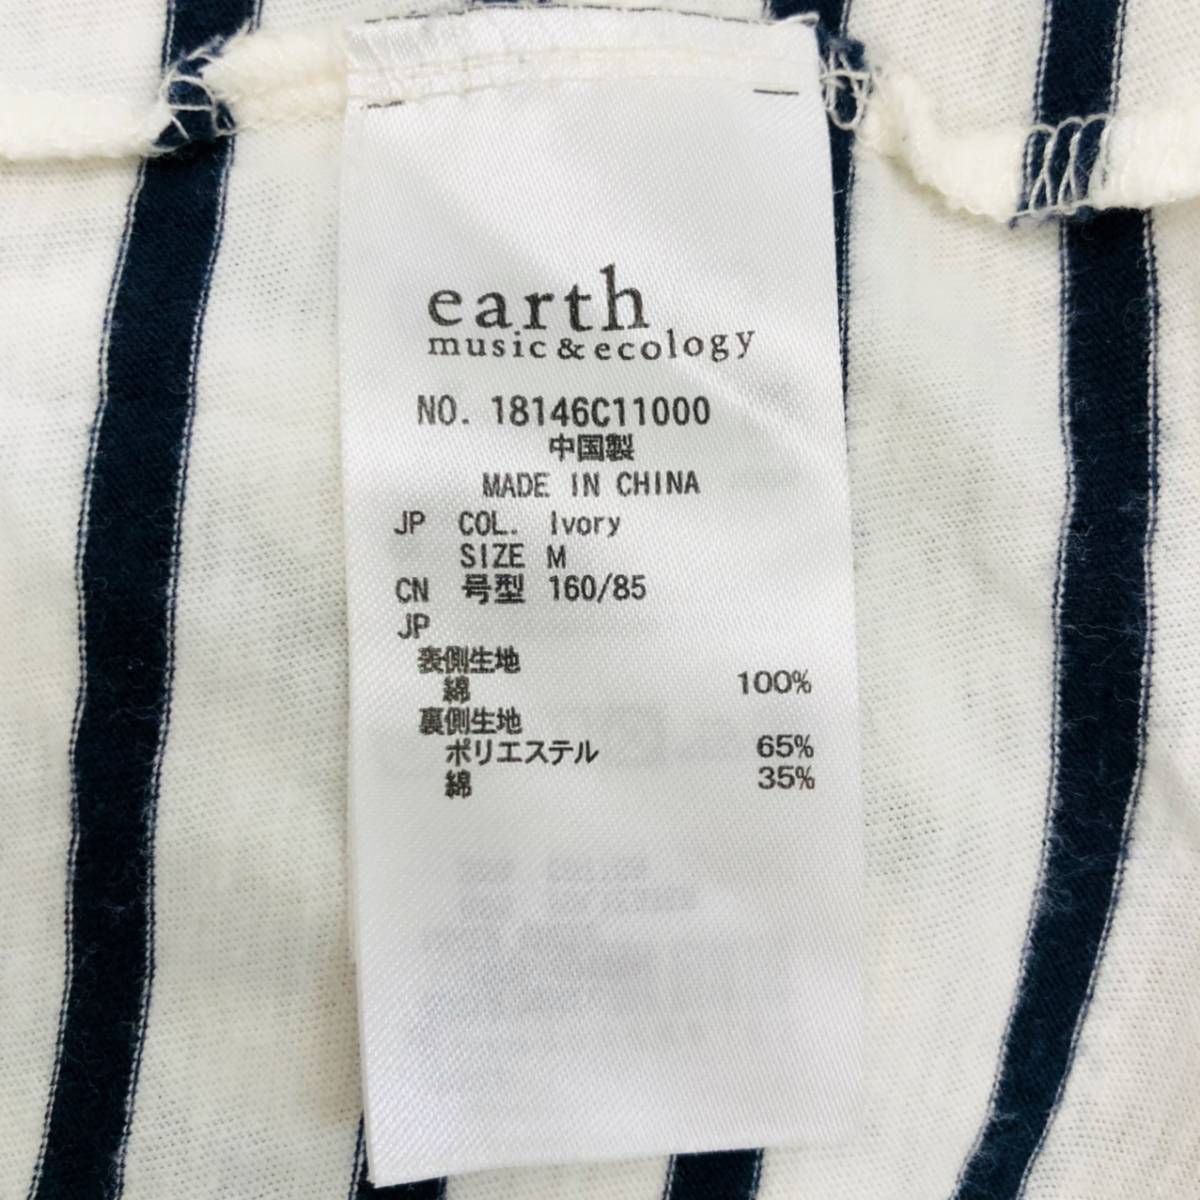 earth
music & ecology
NO. 18146C11000
中国製
MADE IN CHINA
JP COL. Ivory
SIZE M
CN 号型 160/85
JP
表側生地
綿 100%
裏側生地
ポリエステル 65%
綿 35%